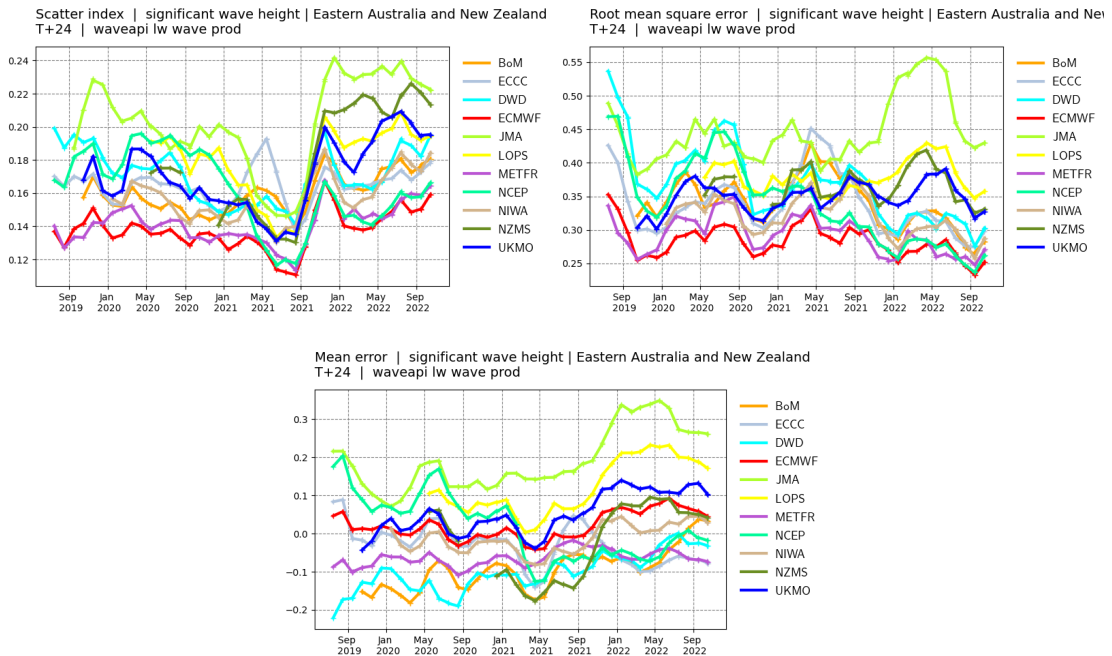 Scatter index | significant wave height | Eastern Australia and New Zealand
T+24 | waveapi lw wave prod
0.24
0.22
0.20
0.18
0.16
0.14
0.12
Sep 2019
Jan 2020
May 2020
Sep 2020
Jan 2021
May 2021
Sep 2021
Jan 2022
May 2022
Sep 2022
BoM
ECCC
DWD
ECMWF
JMA
LOPS
METFR
NCEP
NIWA
NZMS
UKMO
Root mean square error | significant wave height | Eastern Australia and Nev
T+24 | waveapi lw wave prod
0.55
0.50
0.45
0.40
0.35
0.30
0.25
Sep 2019
Jan 2020
May 2020
Sep 2020
Jan 2021
May 2021
Sep 2021
Jan 2022
May 2022
Sep 2022
BoM
ECCC
DWD
ECMWF
JMA
LOPS
METFR
NCEP
NIWA
NZMS
UKMO
Mean error | significant wave height | Eastern Australia and New Zealand
T+24 | waveapi lw wave prod
0.3
0.2
0.1
0.0
−0.1
−0.2
Sep 2019
Jan 2020
May 2020
Sep 2020
Jan 2021
May 2021
Sep 2021
Jan 2022
May 2022
Sep 2022
BoM
ECCC
DWD
ECMWF
JMA
LOPS
METFR
NCEP
NIWA
NZMS
UKMO